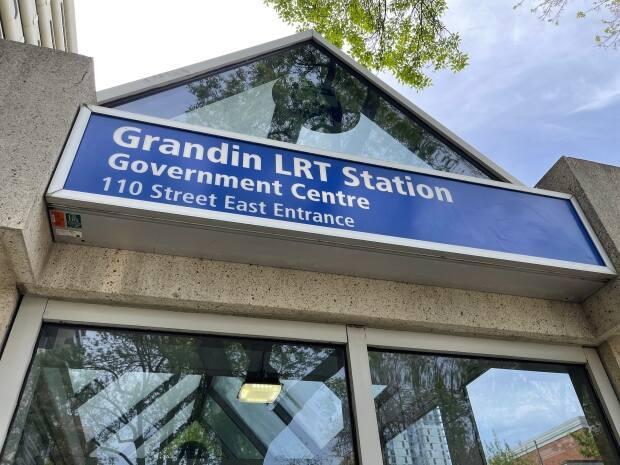 Grandin LRT Station
Government Centre
110 Street East Entrance